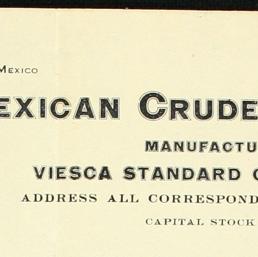 Mexico
EXICAN CRUDE
MANUFACTU
VIESCA STANDARD
ADDRESS ALL CORRESPOND
CAPITAL STOCK